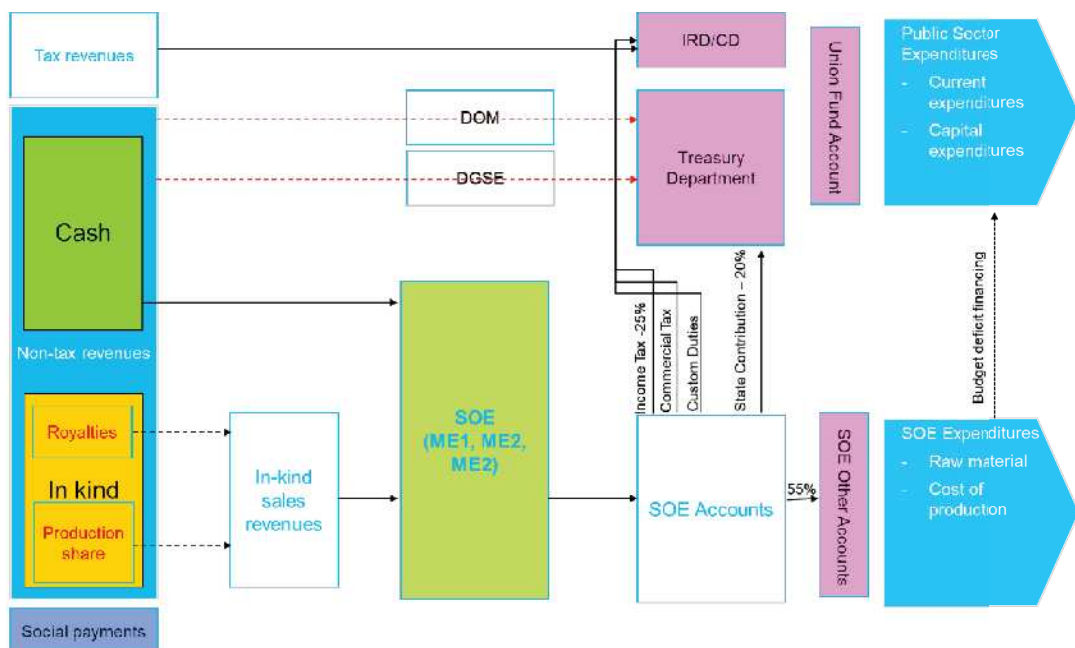 Tax revenues
IRD/CD
Union Fund Account
Public Sector
Expenditures
- Current
expenditures
- Capital
expenditures
DOM
DGSE
Treasury
Department
Cash
Non-tax revenues
Royalties
In kind
Production
share
In-kind
sales
revenues
SOE
(ME1, ME2,
ME2)
Income Tax -25%
Commercial Tax
Custom Duties
State Contribution – 20%
SOE Accounts
55%
SOE Other Accounts
Budget deficit financing
SOE Expenditures
- Raw material
- Cost of
production
Social payments